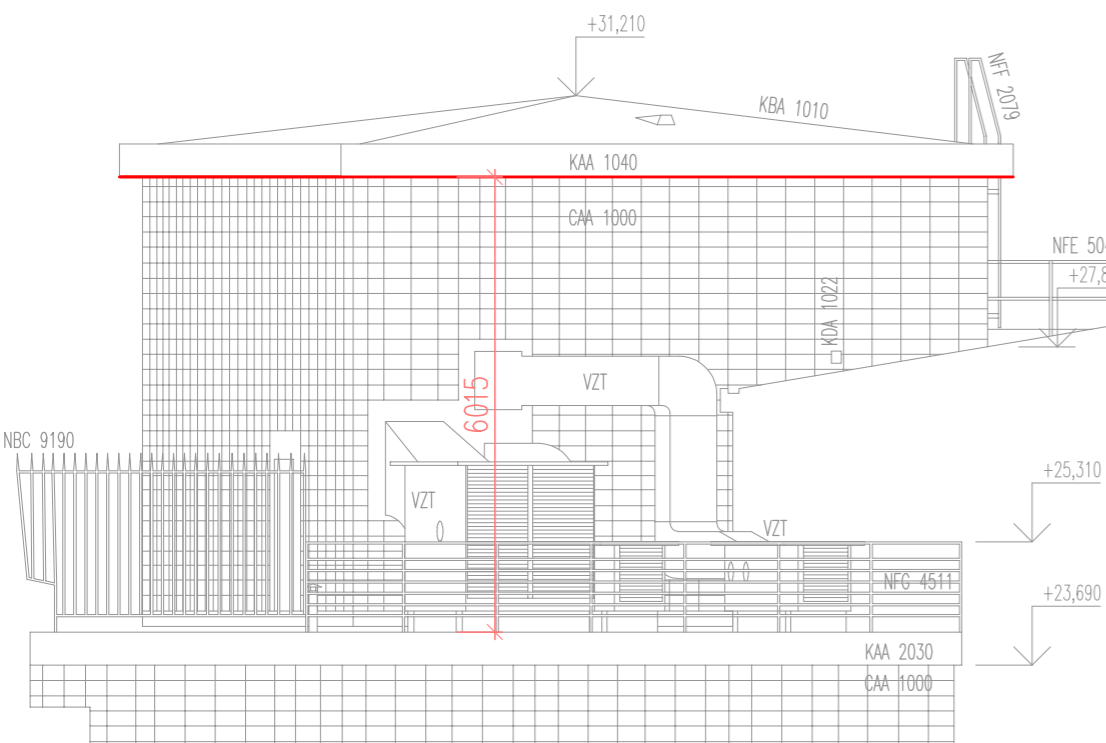 +31,210
NFF 2079
KBA 1010
KAA 1040
CAA 1000
NFE 504
+27,8
KDA 1022
VZT
6015
NBC 9190
+25,310
VZT
VZT
NFG 4511
+23,690
KAA 2030
CAA 1000